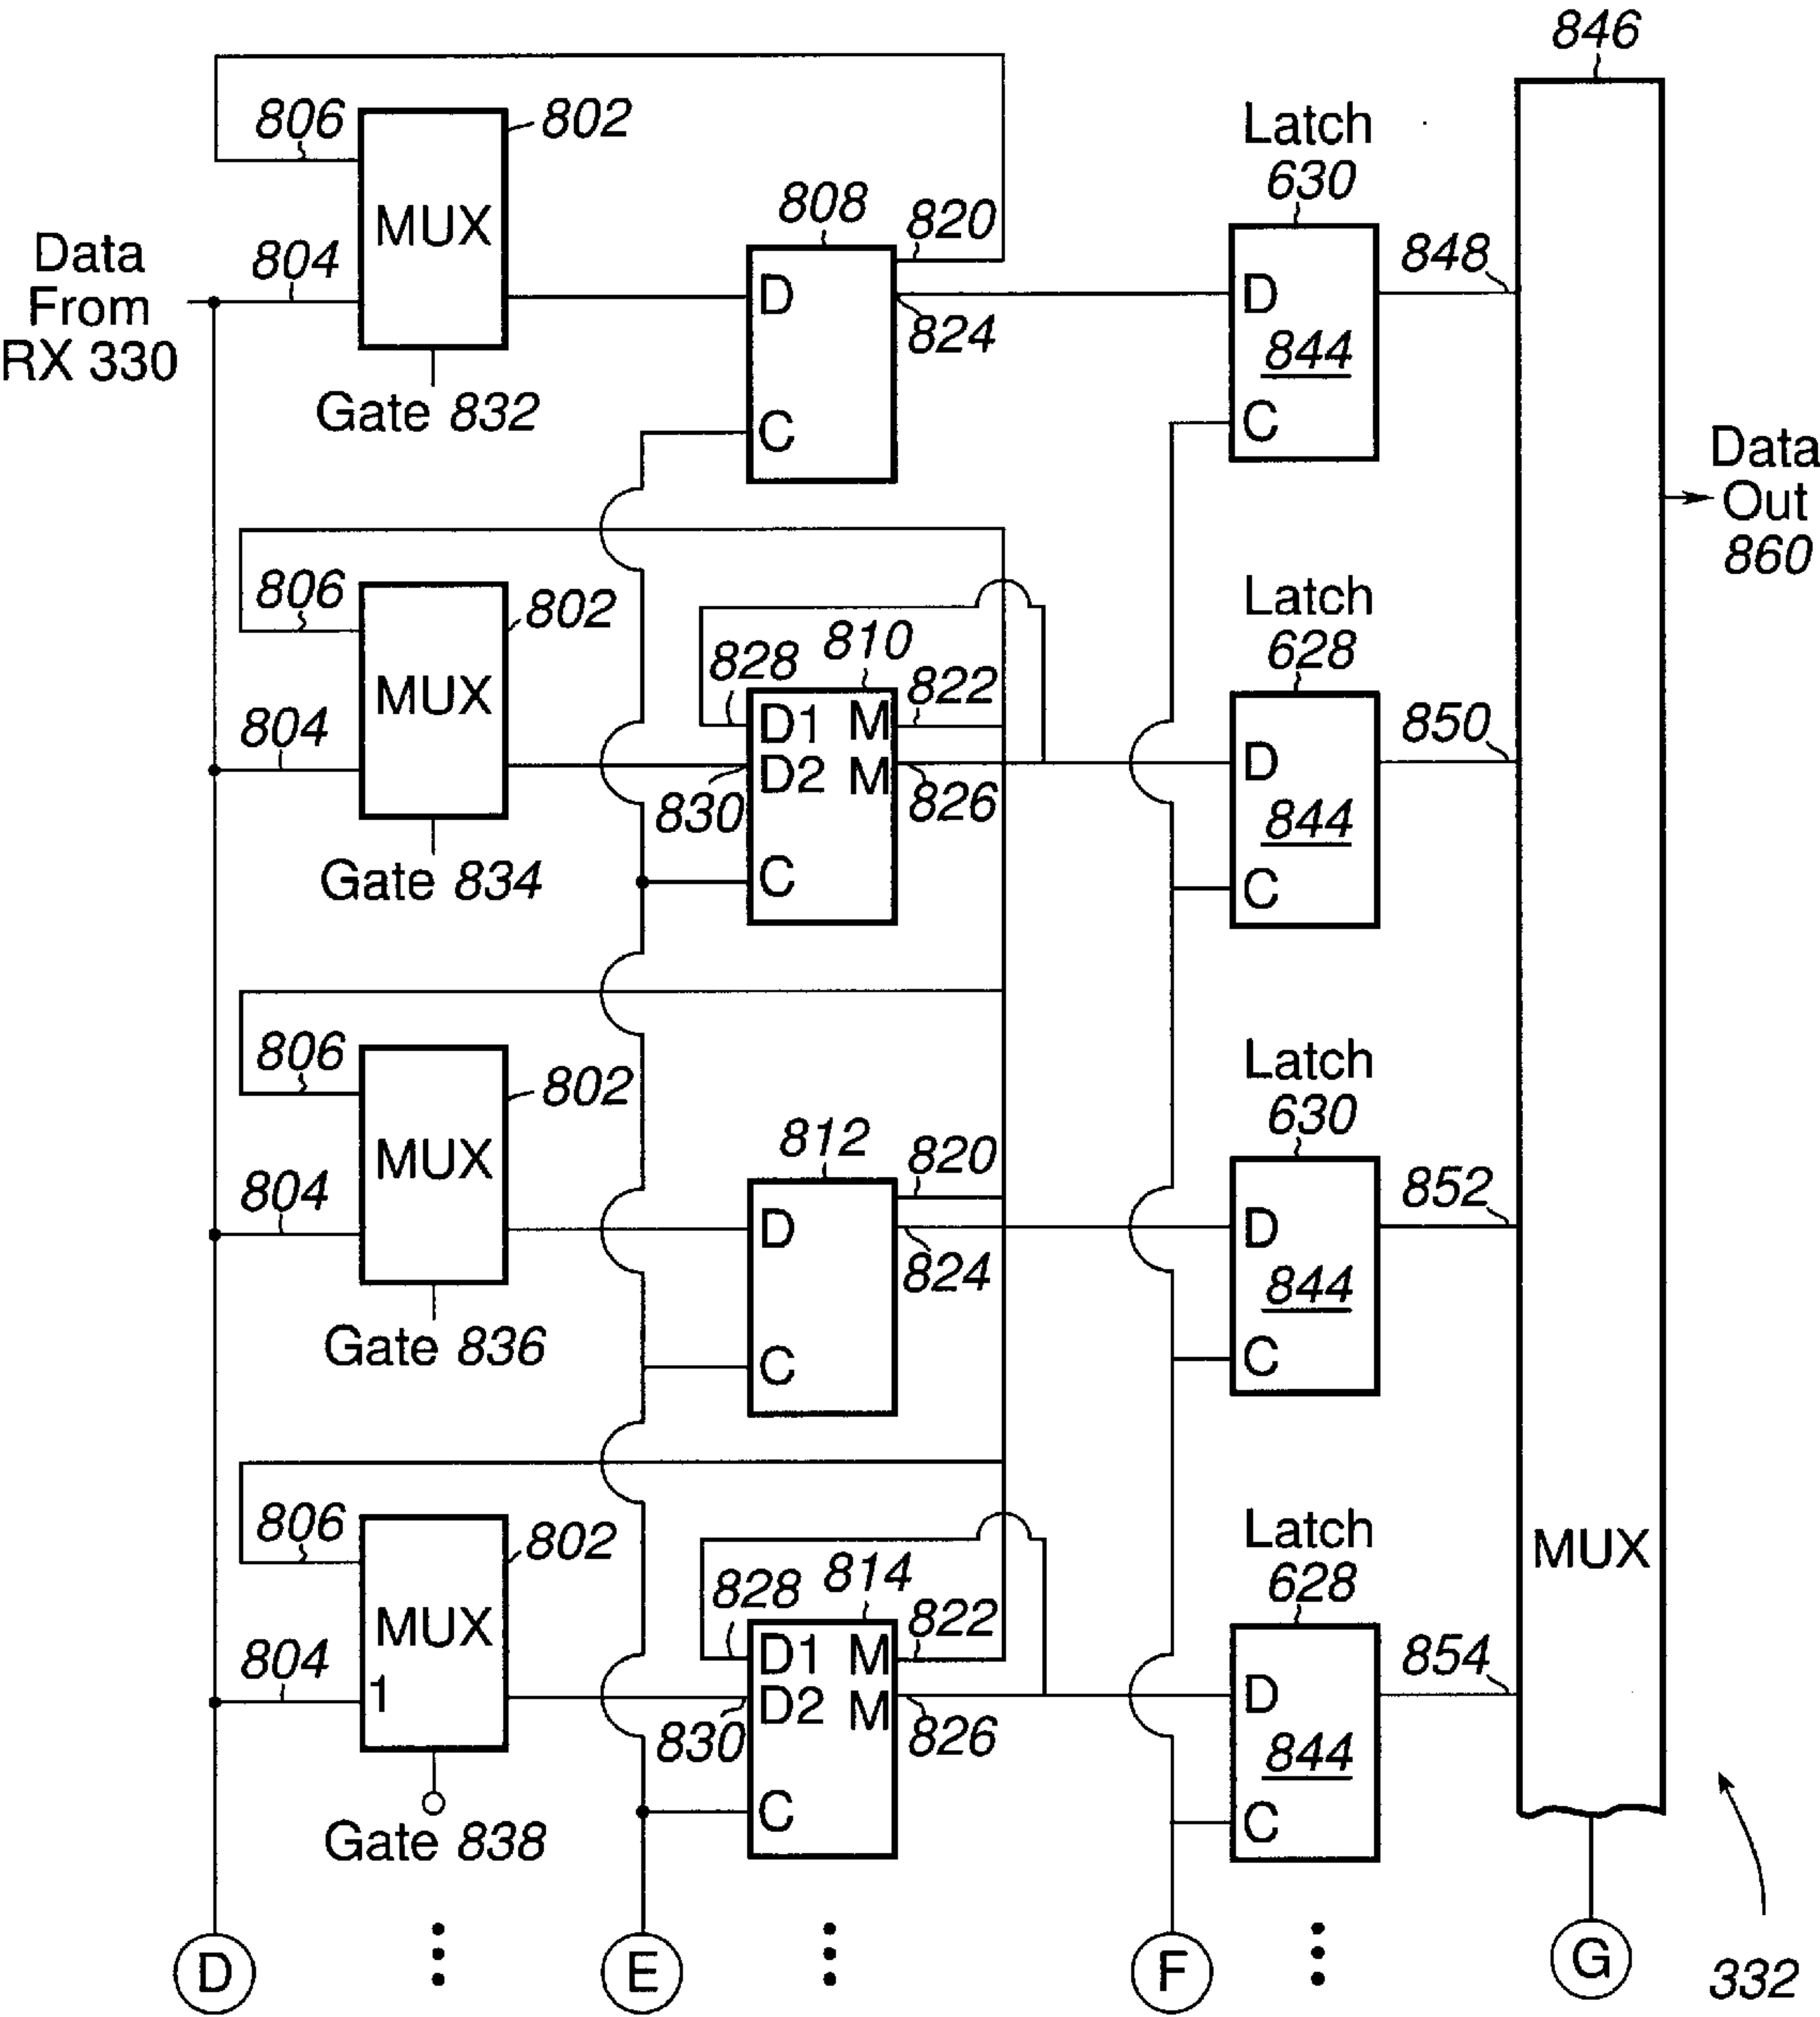 846
806
802
Latch
630
MUX
808
820
848
Data
From
RX 330
804
D
824
D
844
Gate 832
C
C
Data
Out
860
806
802
Latch
628
810
828
822
850
MUX
D1 M
804
D2 M
D
830
826
844
Gate 834
C
C
806
802
Latch
630
812
820
852
MUX
804
D
D
824
844
Gate 836
C
C
806
802
Latch
628
MUX
814
828
822
854
MUX
D1 M
804
1
D2 M
D
830
826
844
C
C
Gate 838
D
E
F
G
332